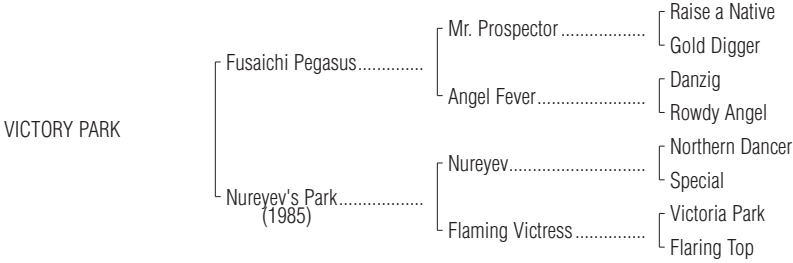 Raise a Native
Mr. Prospector
Gold Digger
Fusaichi Pegasus
Danzig
Angel Fever
Rowdy Angel
VICTORY PARK
Northern Dancer
Nureyev
Special
Nureyev's Park
(1985)
Victoria Park
Flaming Victress
Flaring Top